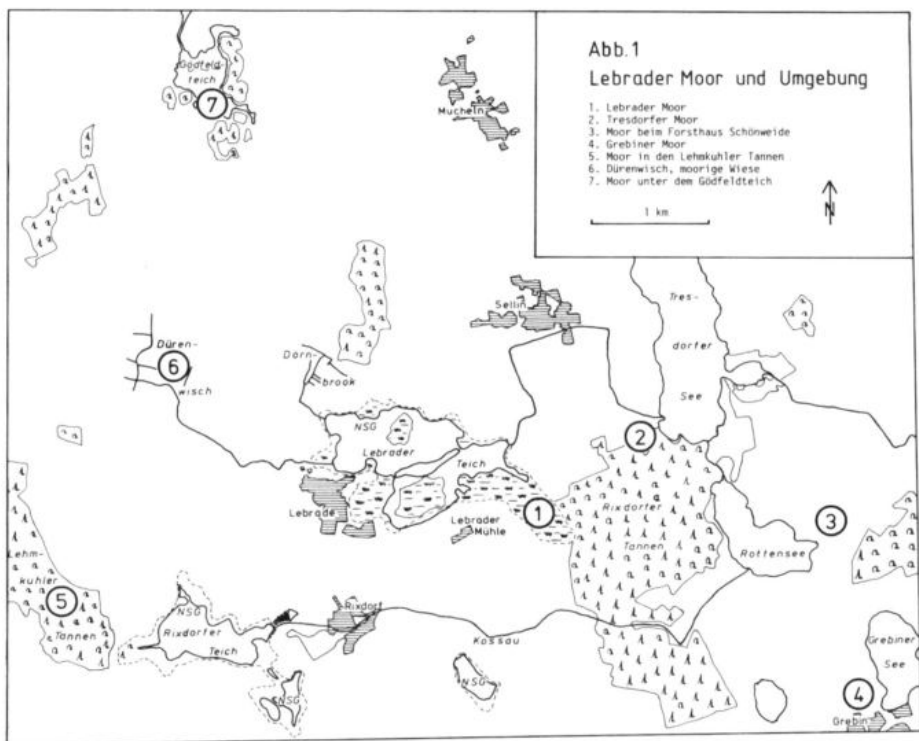 Abb.1
Lebrader Moor und Umgebung
1. Lebrader Moor
2. Tresdorfer Moor
3. Moor beim Forsthaus Schönweide
4. Grebiner Moor
5. Moor in den Lehmkuhler Tannen
6. Dürenwisch, moorige Wiese
7. Moor unter dem Gödfeldteich
1 km
N
Gödfeld-
teich
7
Mucheln
Sellin
Tres-
dorfer
See
Düren-
wisch
6
Dorn-
brook
NSG
Lebrader
Teich
2
Lebrade
Lebrader
Mühle
1
Rixdorfer
Tannen
3
Rottensee
Lehm-
kuhler
5
Tannen
NSG
Rixdorfer
Teich
Rixdorf
Kossau
NSG
NSG
Grebiner
See
4
Grebin